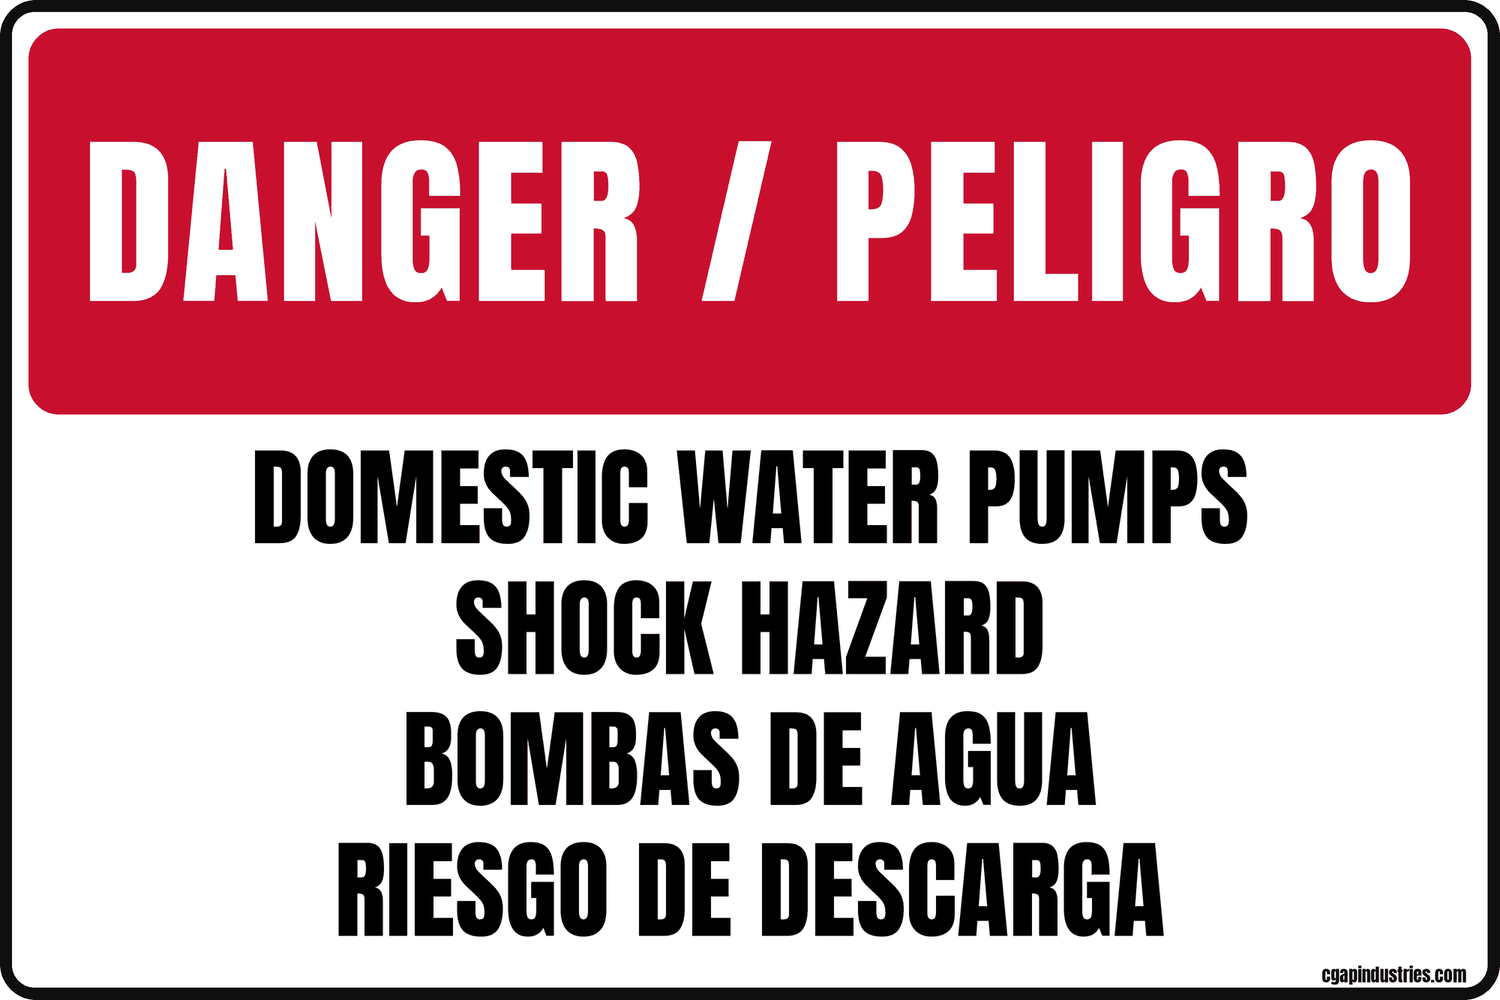 DANGER / PELIGRO
DOMESTIC WATER PUMPS
SHOCK HAZARD
BOMBAS DE AGUA
RIESGO DE DESCARGA
cgapindustries.com